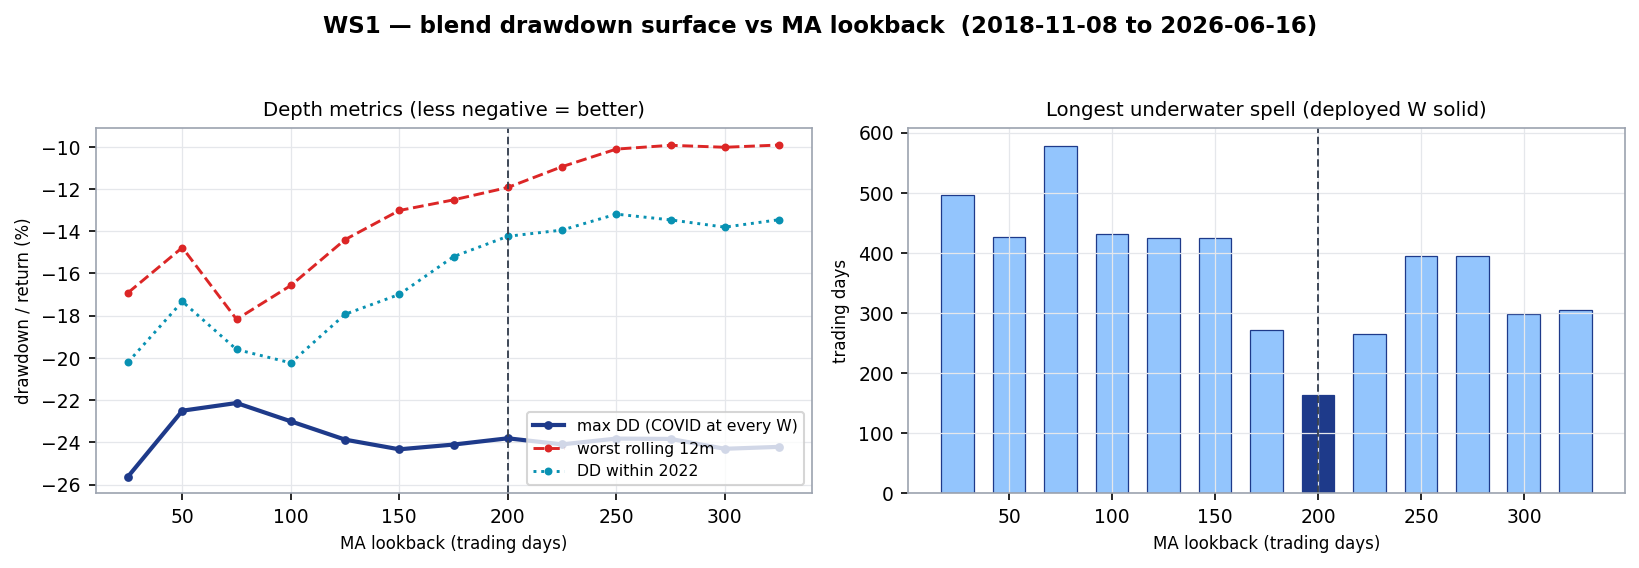 WS1 — blend drawdown surface vs MA lookback (2018-11-08 to 2026-06-16)
Depth metrics (less negative = better)
drawdown / return (%)
−10
−12
−14
−16
−18
−20
−22
−24
−26
50 100 150 200 250 300
MA lookback (trading days)
max DD (COVID at every W)
worst rolling 12m
DD within 2022
Longest underwater spell (deployed W solid)
trading days
600
500
400
300
200
100
0
50 100 150 200 250 300
MA lookback (trading days)